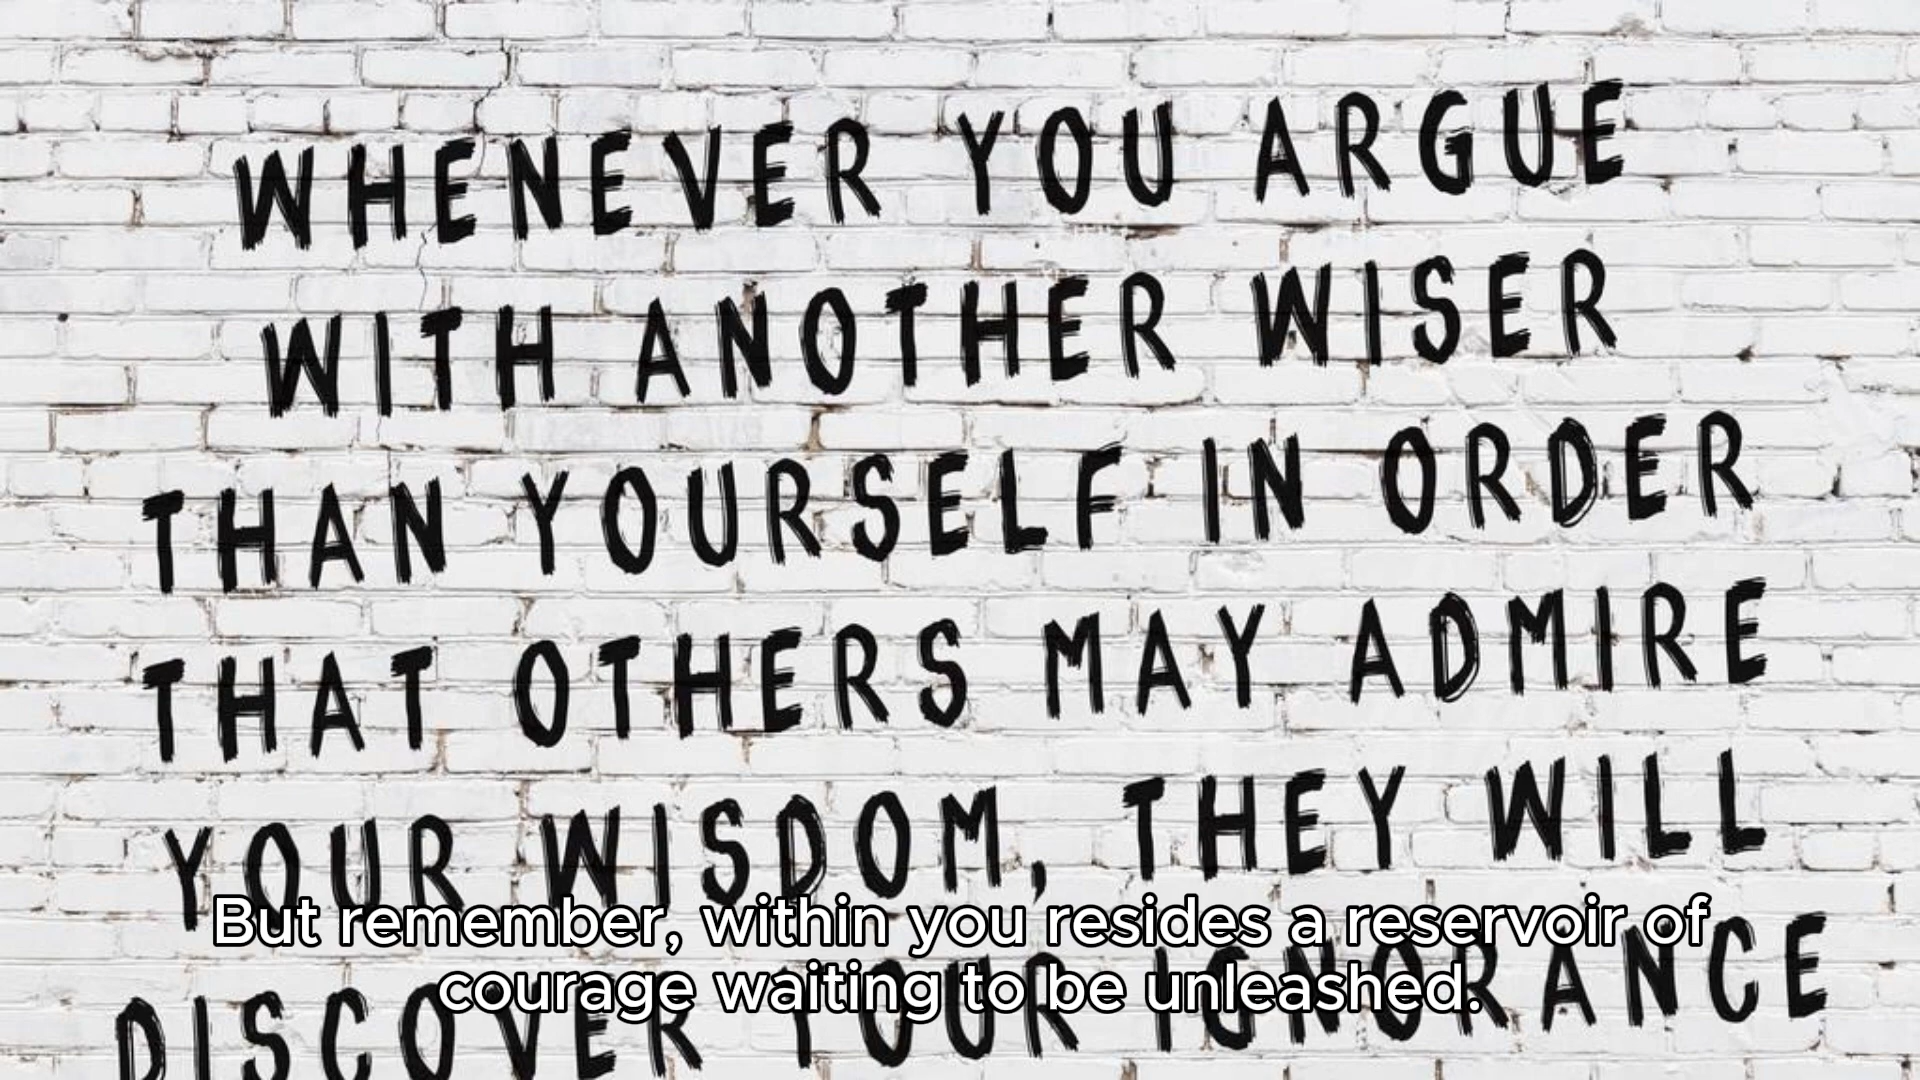 WHENEVER YOU ARGUE
WITH ANOTHER WISER
THAN YOURSELF IN ORDER
THAT OTHERS MAY ADMIRE
YOUR WISDOM, THEY WILL
DISCOVER YOUR IGNORANCE
But remember, within you resides a reservoir of
courage waiting to be unleashed.